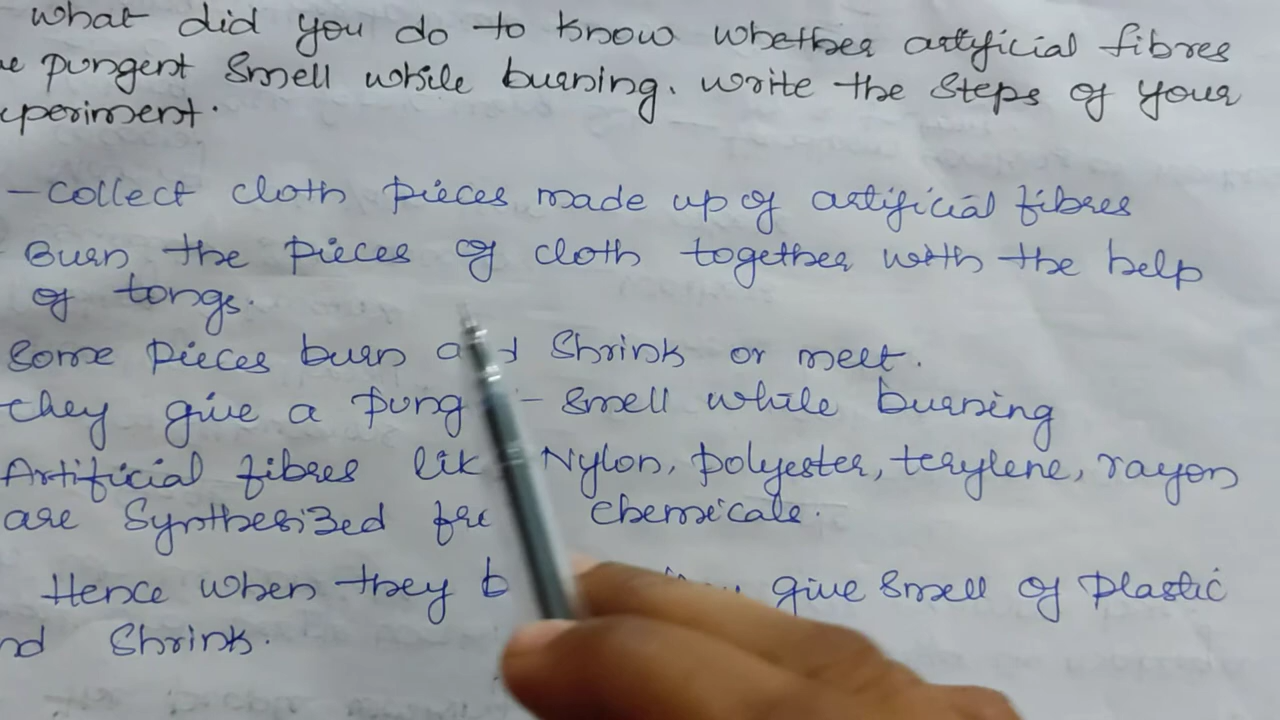 what did you do to know whether artificial fibres
pungent smell while burning. write the steps of your
periment.
- collect cloth pieces made up of artificial fibres
Burn the pieces of cloth together with the help
of tongs.
Some pieces burn shrink or melt.
they give a pung - smell while burning
Artificial fibres lik Nylon, polyester, terylene, rayon
are synthesized chemicals.
Hence when they b give smell of plastic
nd shrink.